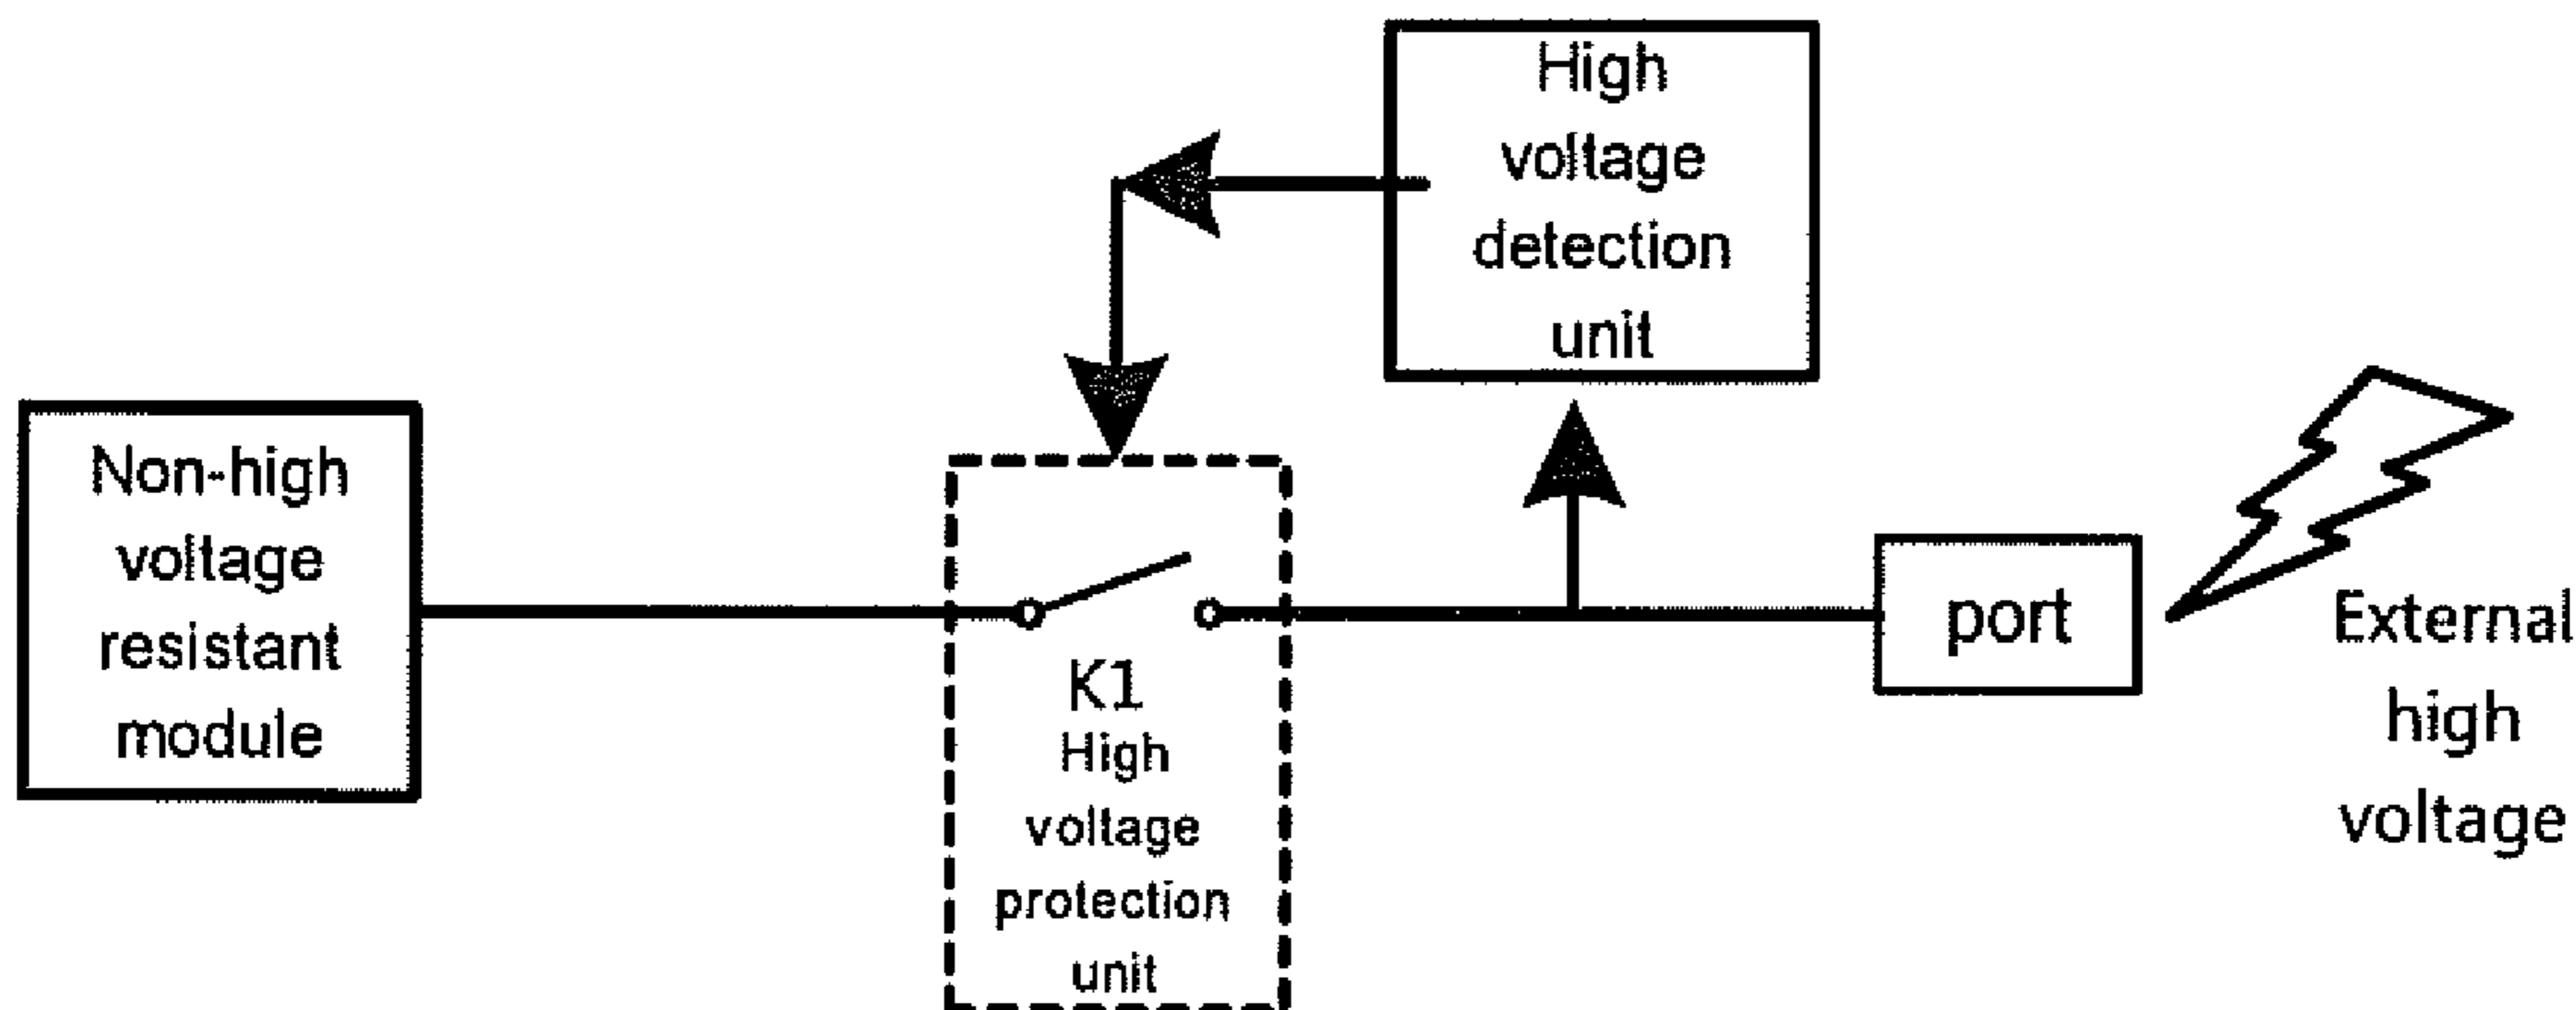 High
voltage
detection
unit
Non-high
voltage
resistant
module
K1
High
voltage
protection
unit
port
External
high
voltage